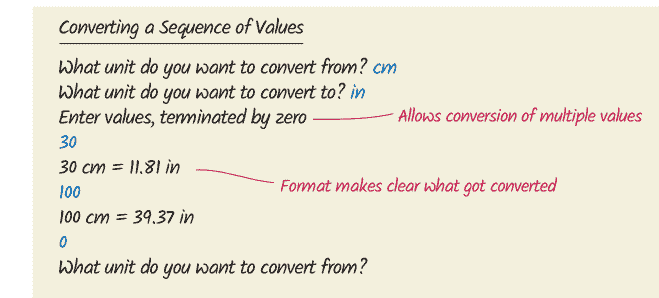 Converting a Sequence of Values
What unit do you want to convert from? cm
What unit do you want to convert to? in
Enter values, terminated by zero
Allows conversion of multiple values
30
30 cm = 11.81 in
Format makes clear what got converted
100
100 cm = 39.37 in
0
What unit do you want to convert from?